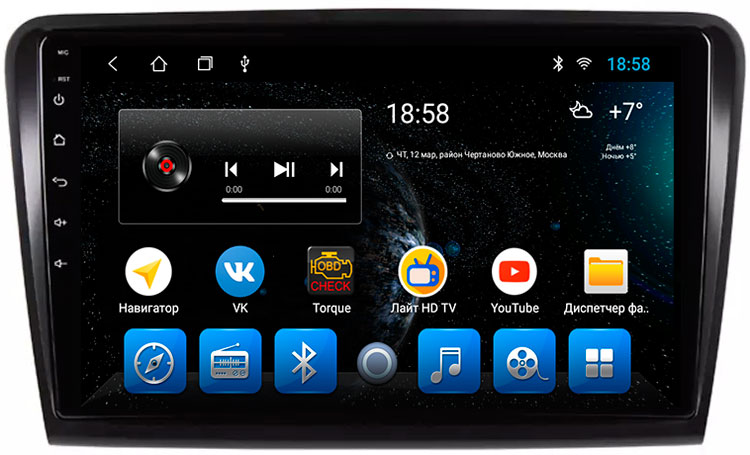 MIC
RST
18:58
18:58
+7°
ЧТ, 12 мар, район Чертаново Южное, Москва
Днём +8°
Ночью +5°
0:00
0:00
OBD
CHECK
Навигатор
VK
Torque
Лайт HD TV
YouTube
Диспетчер фа..